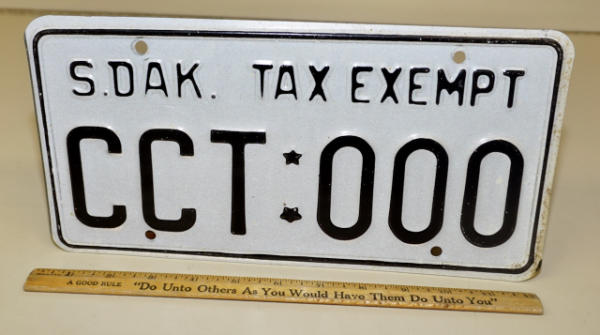 S.DAK. TAX EXEMPT
CCT:000
A GOOD RULE "Do Unto Others As You Would Have Them Do Unto You"